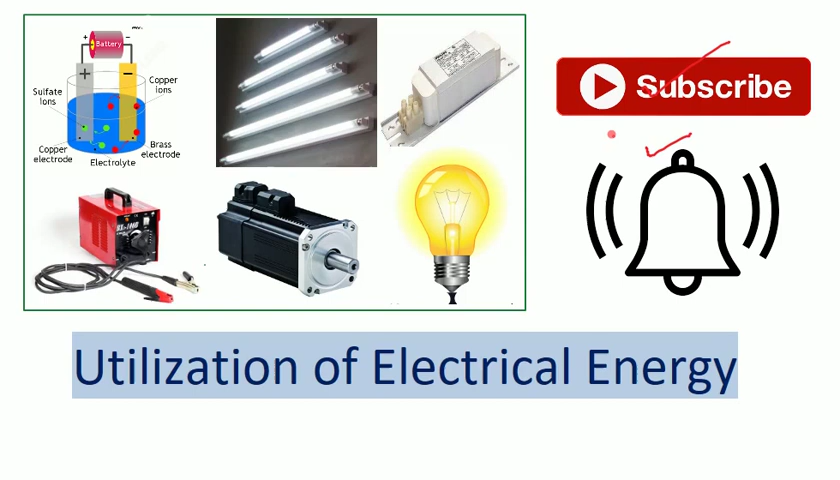 Battery
+ −
+ −
Sulfate
ions
Copper
ions
Copper
electrode
Electrolyte
Brass
electrode
Subscribe
Utilization of Electrical Energy